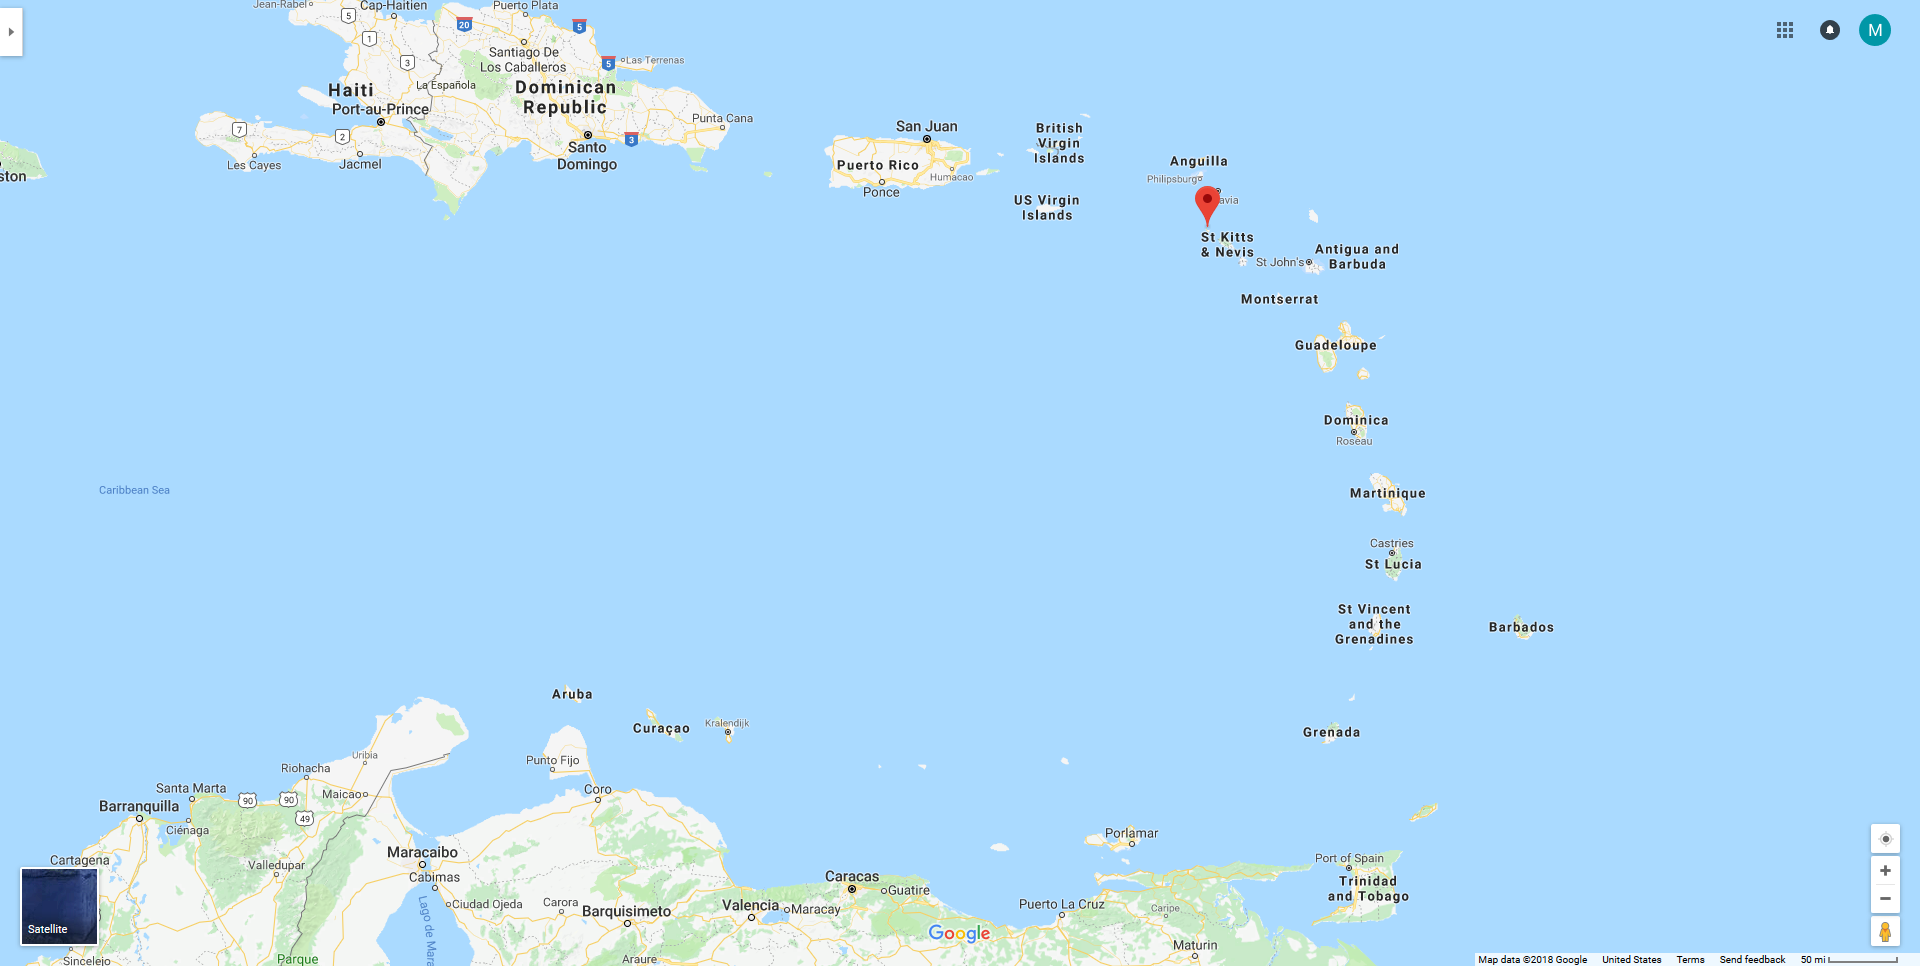 Jean-Rabel
Cap-Haitien
Puerto Plata
5
20
5
1
3
Santiago De
Los Caballeros
5
Las Terrenas
Haiti
La Española
Dominican
Republic
Port-au-Prince
Punta Cana
7
2
3
Les Cayes
Jacmel
Santo
Domingo
ston
San Juan
Puerto Rico
Humacao
Ponce
British
Virgin
Islands
US Virgin
Islands
Anguilla
Philipsburg
avia
St Kitts
& Nevis
Antigua and
Barbuda
St John's
Montserrat
Guadeloupe
Dominica
Roseau
Caribbean Sea
Martinique
Castries
St Lucia
St Vincent
and the
Grenadines
Barbados
Aruba
Curaçao
Kralendijk
Grenada
Uribia
Riohacha
Punto Fijo
Santa Marta
90
90
Maicao
Coro
Barranquilla
49
Ciénaga
Porlamar
Cartagena
Valledupar
Maracaibo
Cabimas
Port of Spain
Trinidad
and Tobago
Caracas
Guatire
Lago de Mara
Ciudad Ojeda
Carora
Barquisimeto
Valencia
Maracay
Puerto La Cruz
Caripe
Maturin
Araure
Parque
Sincelejo
Satellite
Google
M
Map data ©2018 Google United States Terms Send feedback 50 mi